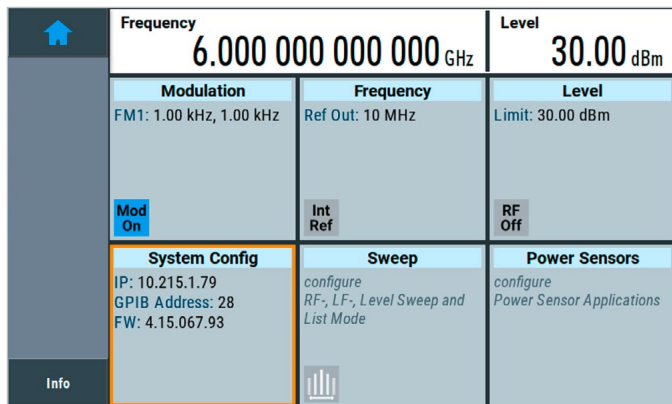 Frequency
6.000 000 000 000 GHz
Level
30.00 dBm
Modulation
FM1: 1.00 kHz, 1.00 kHz
Mod
On
Frequency
Ref Out: 10 MHz
Int
Ref
Level
Limit: 30.00 dBm
RF
Off
System Config
IP: 10.215.1.79
GPIB Address: 28
FW: 4.15.067.93
Sweep
configure
RF-, LF-, Level Sweep and
List Mode
Power Sensors
configure
Power Sensor Applications
Info